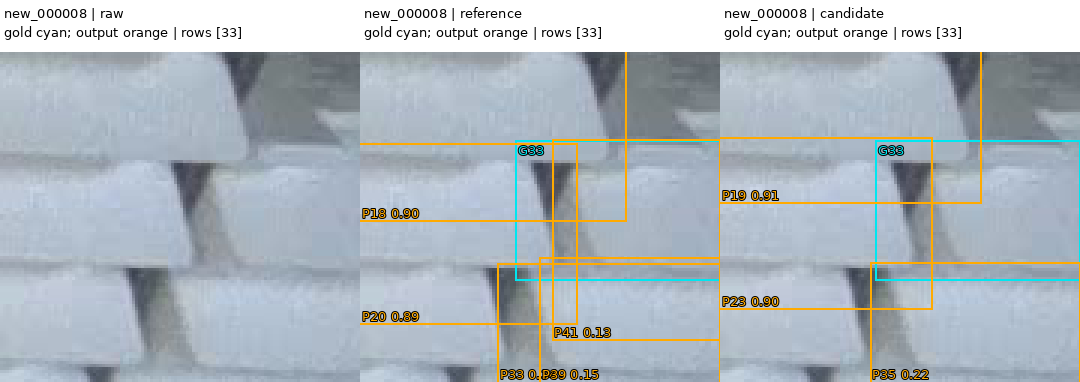 new_000008 | raw
gold cyan; output orange | rows [33]
new_000008 | reference
gold cyan; output orange | rows [33]
new_000008 | candidate
gold cyan; output orange | rows [33]
G33
P18 0.90
P20 0.89
P41 0.13
P39 0.15
G33
P19 0.91
P23 0.90
P35 0.22